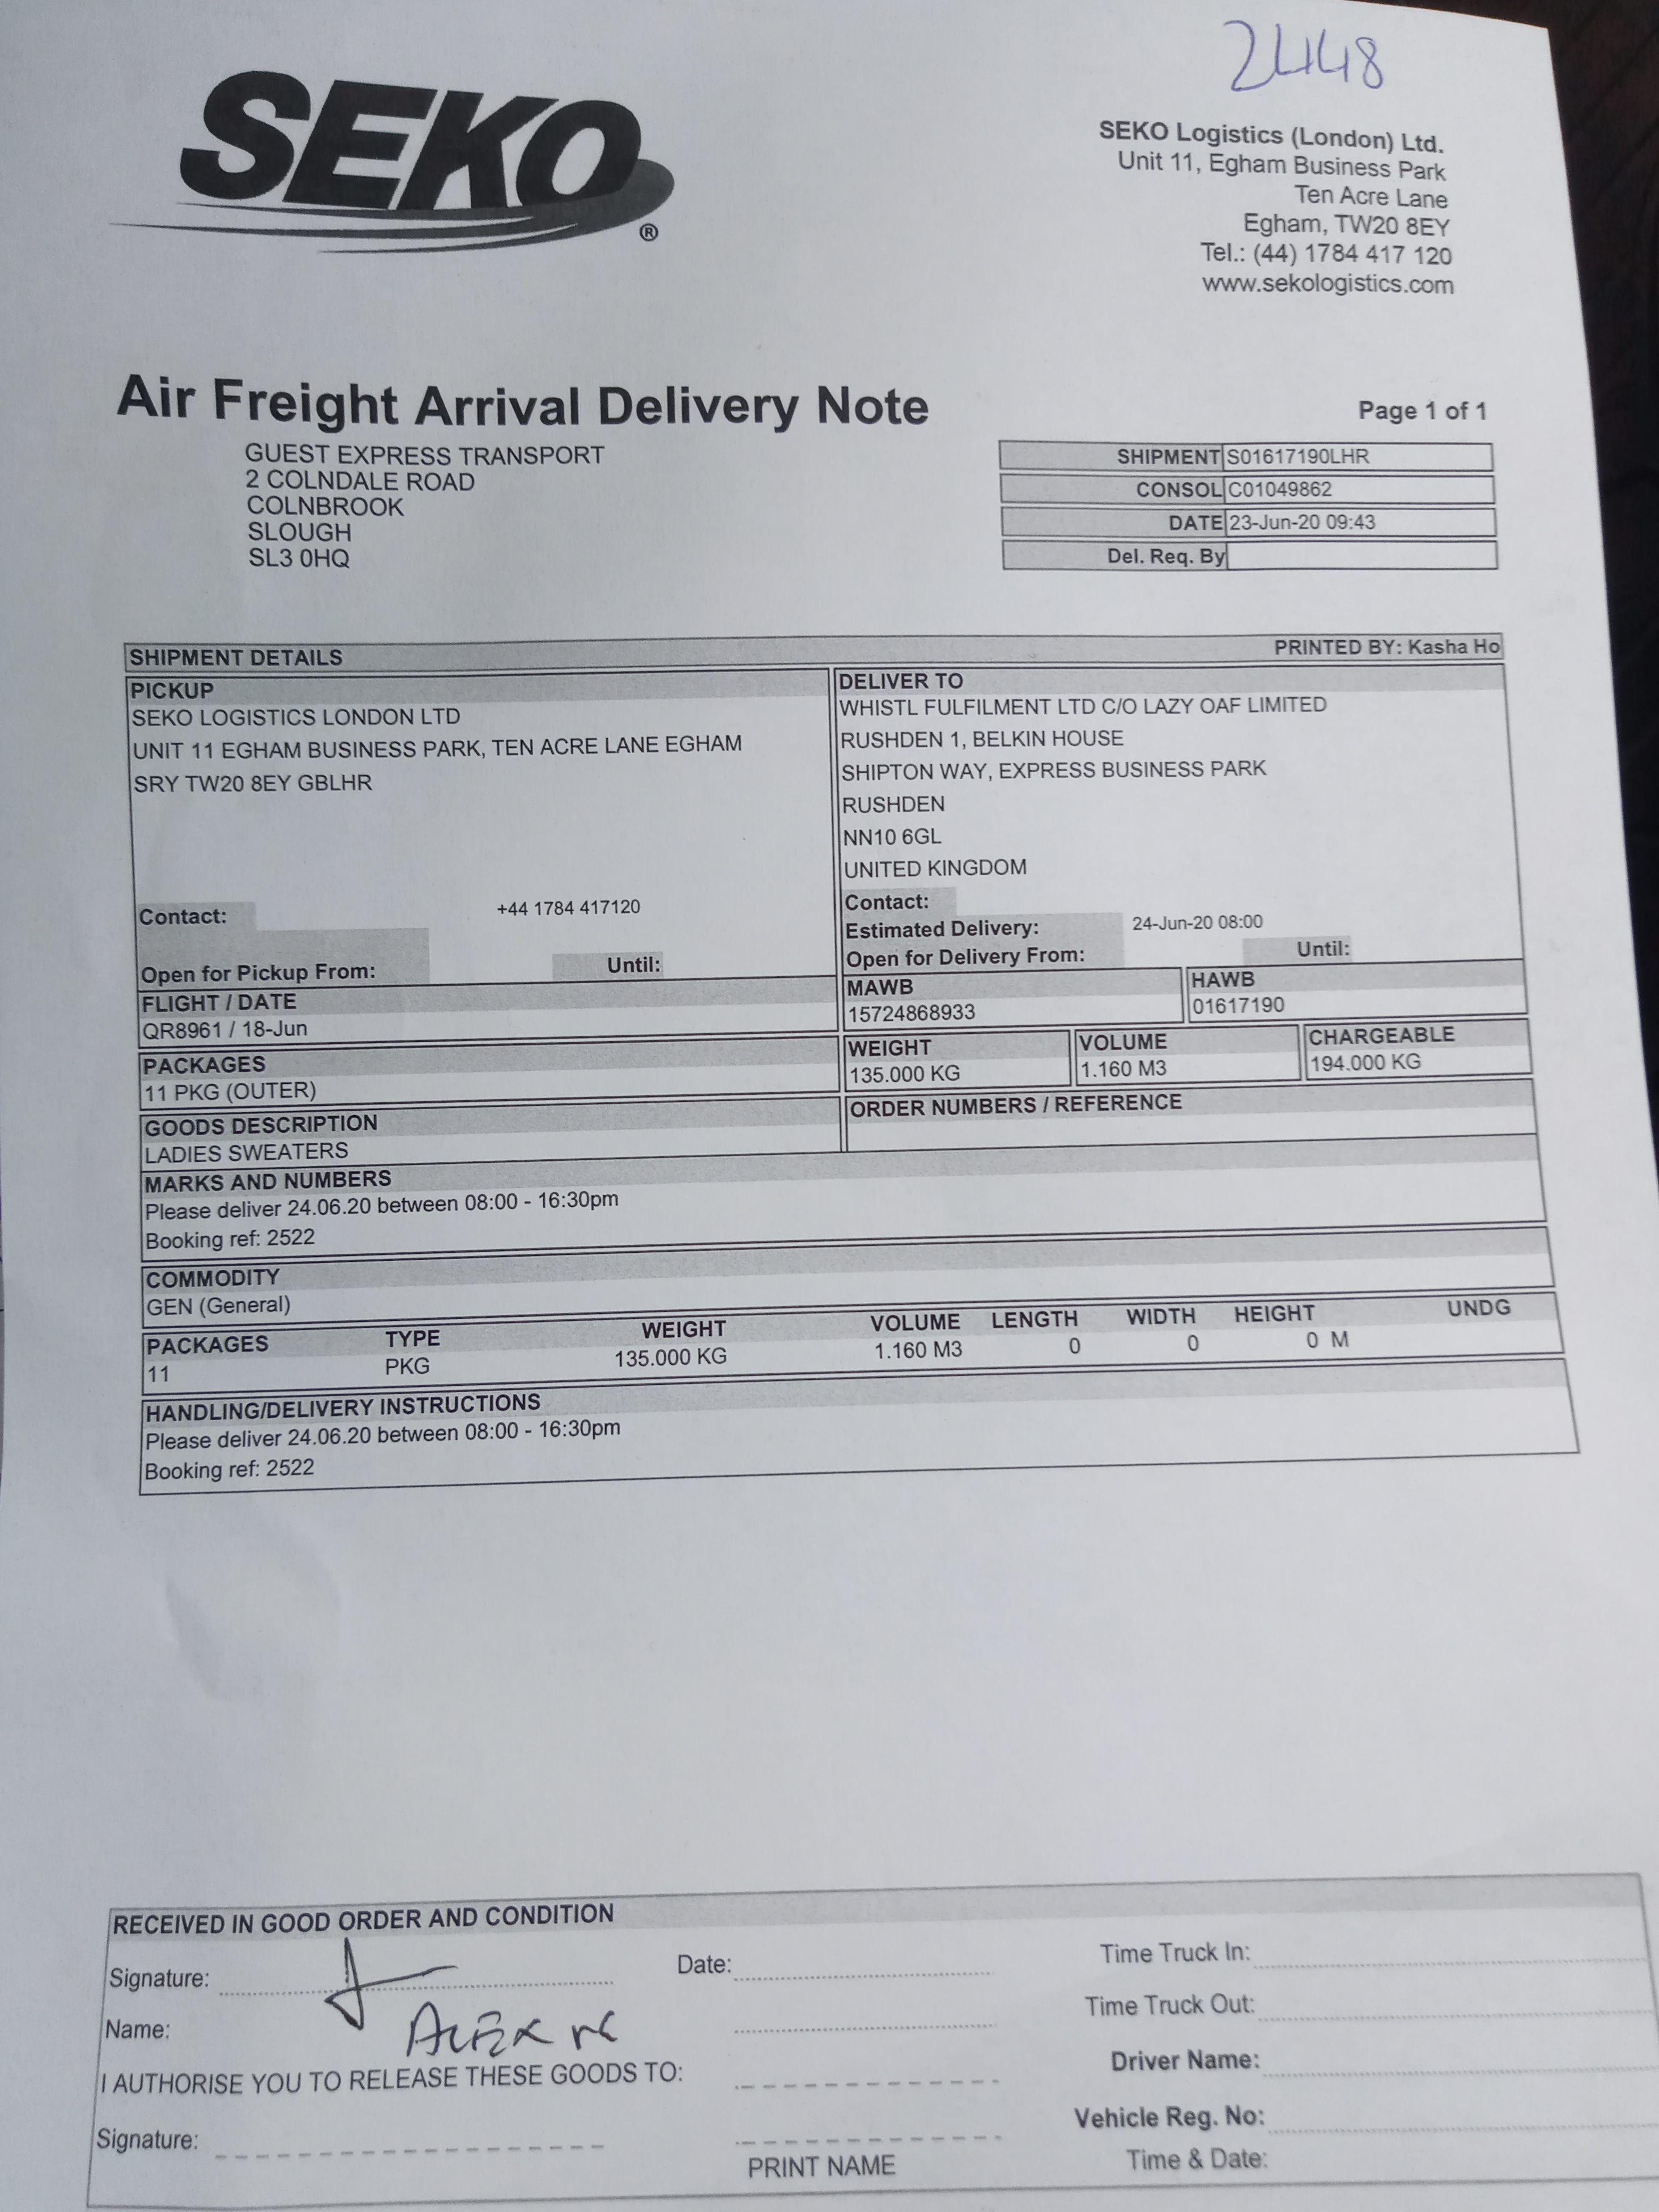 2448
SEKO®
SEKO Logistics (London) Ltd.
Unit 11, Egham Business Park
Ten Acre Lane
Egham, TW20 8EY
Tel.: (44) 1784 417 120
www.sekologistics.com
Air Freight Arrival Delivery Note
Page 1 of 1
GUEST EXPRESS TRANSPORT
2 COLNDALE ROAD
COLNBROOK
SLOUGH
SL3 0HQ
SHIPMENT S01617190LHR
CONSOL C01049862
DATE 23-Jun-20 09:43
Del. Req. By
SHIPMENT DETAILS PRINTED BY: Kasha Ho
PICKUP
SEKO LOGISTICS LONDON LTD
UNIT 11 EGHAM BUSINESS PARK, TEN ACRE LANE EGHAM
SRY TW20 8EY GBLHR
Contact: +44 1784 417120
Open for Pickup From: Until:
DELIVER TO
WHISTL FULFILMENT LTD C/O LAZY OAF LIMITED
RUSHDEN 1, BELKIN HOUSE
SHIPTON WAY, EXPRESS BUSINESS PARK
RUSHDEN
NN10 6GL
UNITED KINGDOM
Contact:
Estimated Delivery: 24-Jun-20 08:00
Open for Delivery From: Until:
FLIGHT / DATE
QR8961 / 18-Jun
MAWB HAWB
15724868933 01617190
PACKAGES
11 PKG (OUTER)
WEIGHT VOLUME CHARGEABLE
135.000 KG 1.160 M3 194.000 KG
GOODS DESCRIPTION
LADIES SWEATERS
ORDER NUMBERS / REFERENCE
MARKS AND NUMBERS
Please deliver 24.06.20 between 08:00 - 16:30pm
Booking ref: 2522
COMMODITY
GEN (General)
PACKAGES TYPE WEIGHT VOLUME LENGTH WIDTH HEIGHT UNDG
11 PKG 135.000 KG 1.160 M3 0 0 0 M
HANDLING/DELIVERY INSTRUCTIONS
Please deliver 24.06.20 between 08:00 - 16:30pm
Booking ref: 2522
RECEIVED IN GOOD ORDER AND CONDITION
Signature: Date: Time Truck In:
Name: Time Truck Out:
I AUTHORISE YOU TO RELEASE THESE GOODS TO: Driver Name:
Signature: Vehicle Reg. No:
PRINT NAME Time & Date: